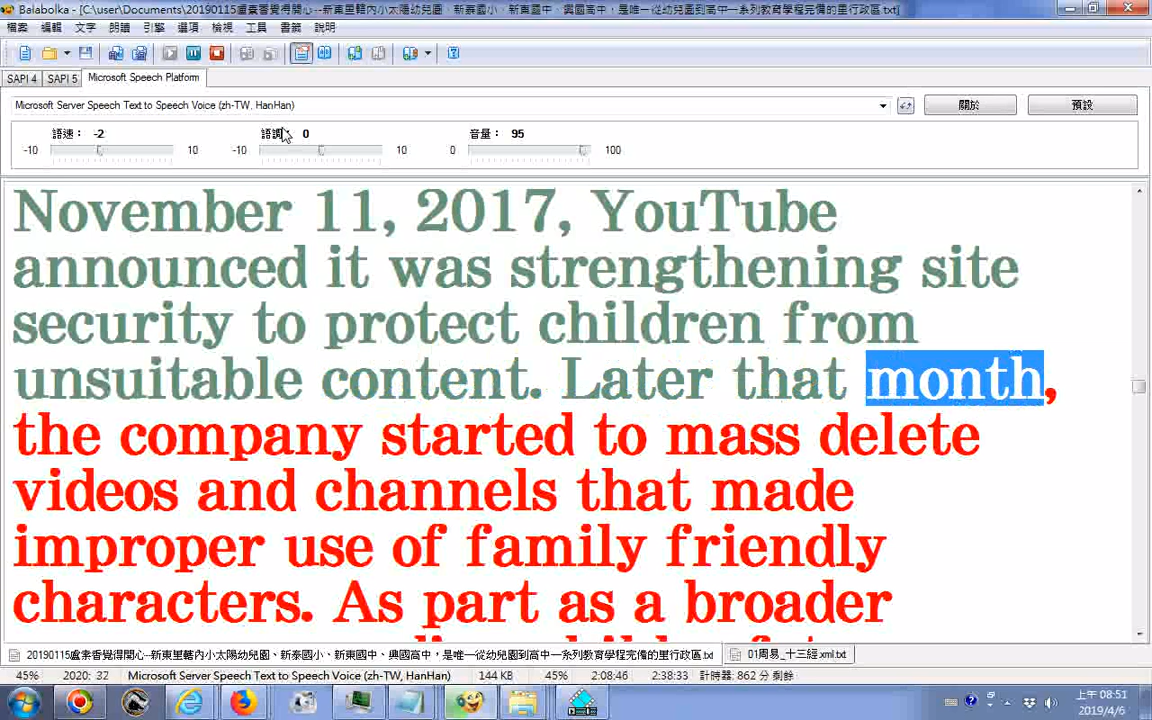 Balabolka - [C:\user\Documents\20190115盧素香覺得開心--新東里轄內小太陽幼兒園、新泰國小、新東國中、興國高中，是唯一從幼兒園到高中一系列教育學程完備的里行政區.txt]
檔案 編輯 文字 朗讀 引擎 選項 檢視 工具 書籤 說明
SAPI 4 SAPI 5 Microsoft Speech Platform
Microsoft Server Speech Text to Speech Voice (zh-TW, HanHan) 關於 預設
語速： -2 語調： 0 音量： 95
-10 10 -10 10 0 100
November 11, 2017, YouTube
announced it was strengthening site
security to protect children from
unsuitable content. Later that month,
the company started to mass delete
videos and channels that made
improper use of family friendly
characters. As part as a broader
20190115盧素香覺得開心--新東里轄內小太陽幼兒園、新泰國小、新東國中、興國高中，是唯一從幼兒園到高中一系列教育學程完備的里行政區.txt 01周易_十三經.xml.txt
45% 2020: 32 Microsoft Server Speech Text to Speech Voice (zh-TW, HanHan) 144 KB 45% 2:08:46 2:38:33 計時器: 862 分 剩餘
上午 08:51
2019/4/6